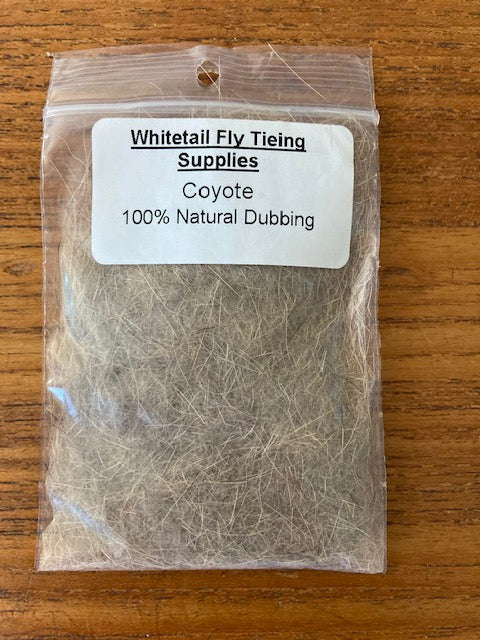 Whitetail Fly Tieing
Supplies
Coyote
100% Natural Dubbing